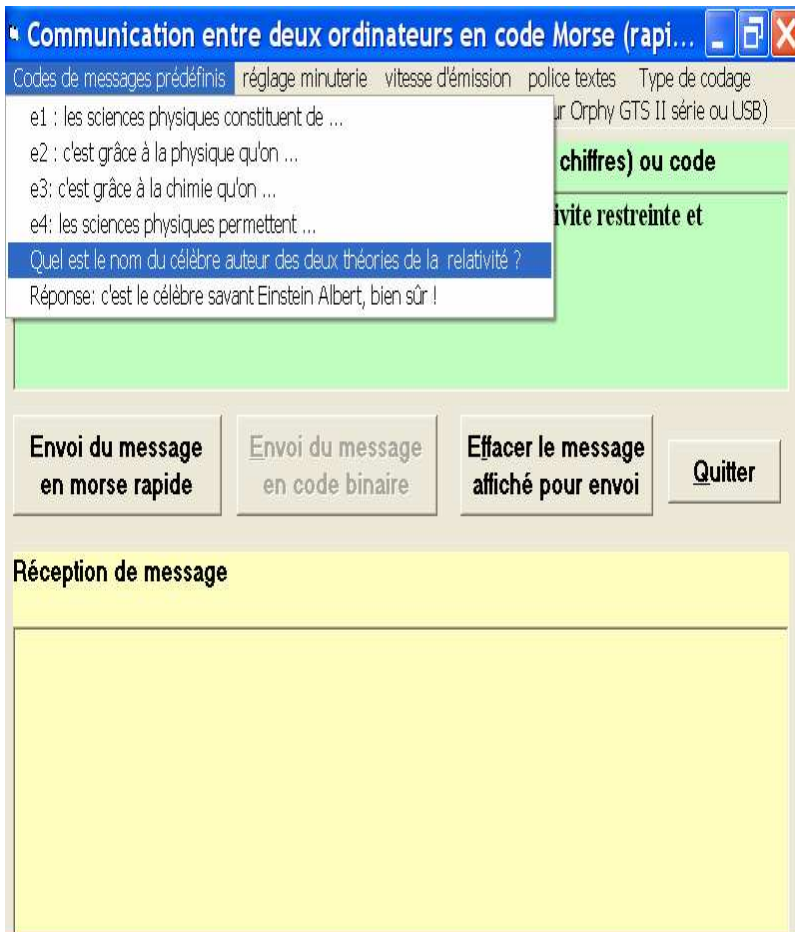 Communication entre deux ordinateurs en code Morse (rapi...
Codes de messages prédéfinis réglage minuterie vitesse d'émission police textes Type de codage
ur Orphy GTS II série ou USB)
e1 : les sciences physiques constituent de ...
e2 : c'est grâce à la physique qu'on ...
e3: c'est grâce à la chimie qu'on ...
e4: les sciences physiques permettent ...
Quel est le nom du célèbre auteur des deux théories de la relativité ?
Réponse: c'est le célèbre savant Einstein Albert, bien sûr !
chiffres) ou code
ivite restreinte et
Envoi du message
en morse rapide
Envoi du message
en code binaire
Effacer le message
affiché pour envoi
Quitter
Réception de message